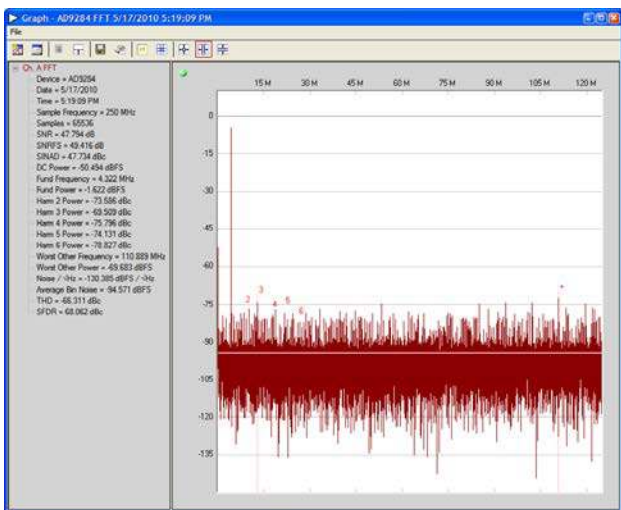 Graph - AD9284 FFT 5/17/2010 5:19:09 PM
File
Ch. A FFT
Device = AD9284
Date = 5/17/2010
Time = 5:19:09 PM
Sample Frequency = 250 MHz
Samples = 65536
SNR = 47.794 dB
SNRFS = 49.416 dB
SINAD = 47.734 dBc
DC Power = -50.494 dBFS
Fund Frequency = 4.322 MHz
Fund Power = -1.622 dBFS
Harm 2 Power = -73.586 dBc
Harm 3 Power = -69.509 dBc
Harm 4 Power = -75.796 dBc
Harm 5 Power = -74.131 dBc
Harm 6 Power = -78.827 dBc
Worst Other Frequency = 110.889 MHz
Worst Other Power = -69.683 dBFS
Noise / √Hz = -130.385 dBFS / √Hz
Average Bin Noise = -94.571 dBFS
THD = -66.311 dBc
SFDR = 68.062 dBc
15 M 30 M 45 M 60 M 75 M 90 M 105 M 120 M
0
-15
-30
-45
-60
-75
-90
-105
-120
-135
2 3 4 5 6 +